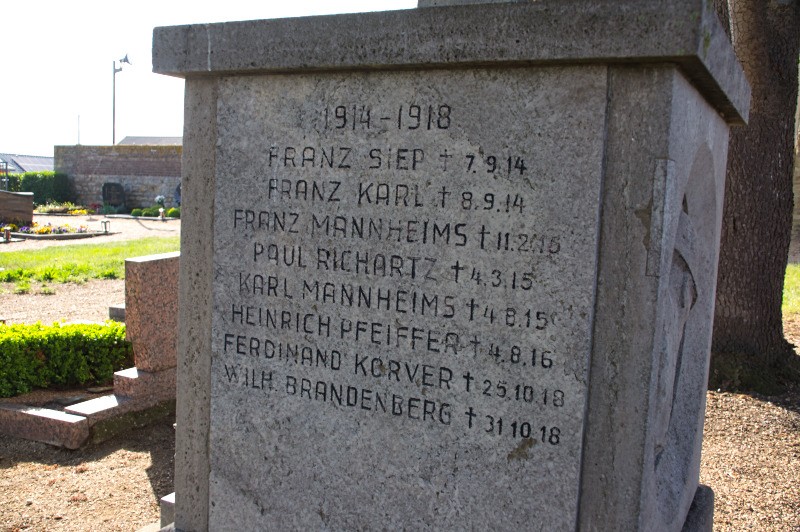 1914-1918
FRANZ SIEP † 7.9.14
FRANZ KARL † 8.9.14
FRANZ MANNHEIMS † 11.2.15
PAUL RICHARTZ † 4.3.15
KARL MANNHEIMS † 4.8.15
HEINRICH PFEIFFER † 4.8.16
FERDINAND KORVER † 25.10.18
WILH. BRANDENBERG † 31.10.18